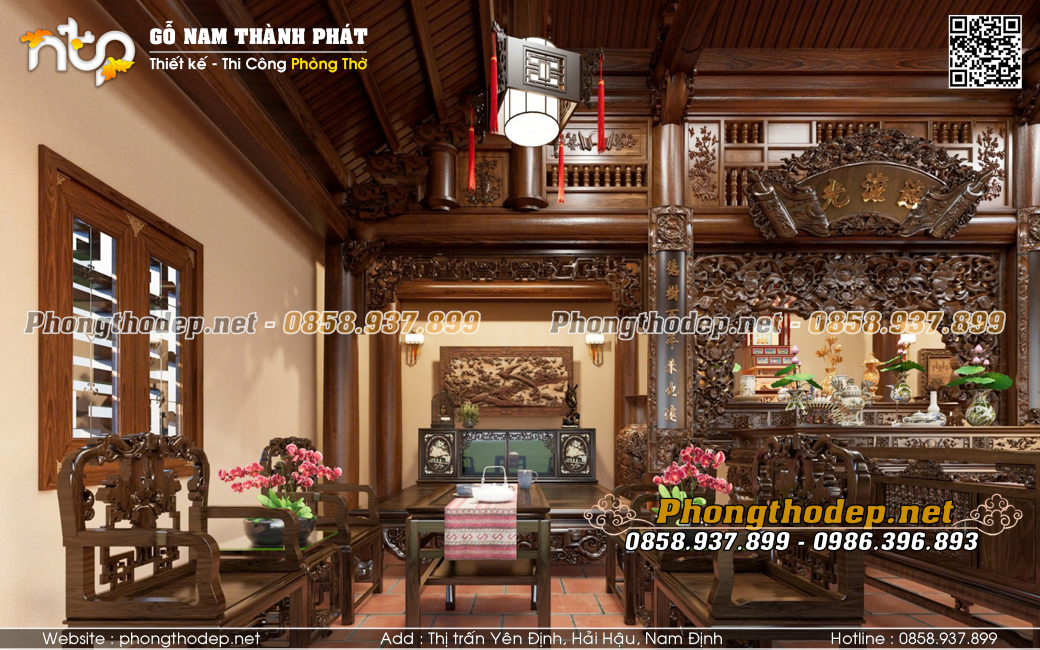 GỖ NAM THÀNH PHÁT
Thiết kế - Thi Công Phòng Thờ
Phongthodep.net - 0858.937.899
Phongthodep.net - 0858.937.899
Phongthodep.net
0858.937.899 - 0986.396.893
Website : phongthodep.net
Add : Thị trấn Yên Định, Hải Hậu, Nam Định
Hotline : 0858.937.899